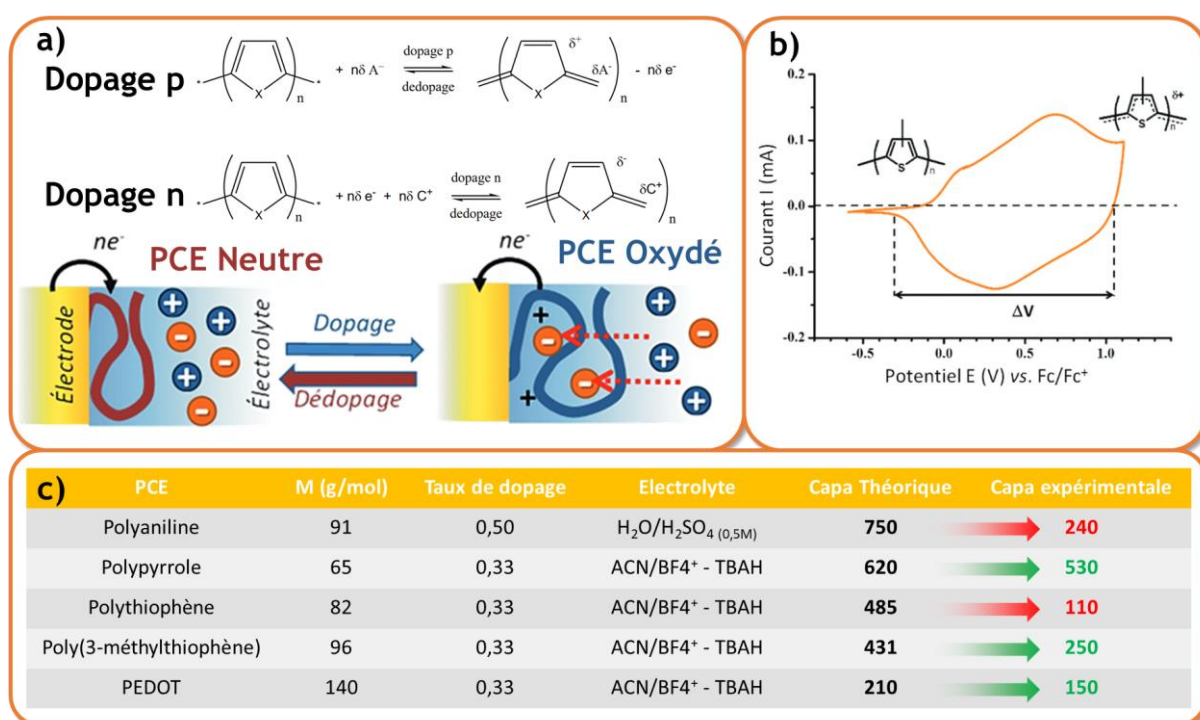 a)
Dopage p
( X )n + nδ A⁻ dopage p dedopage ( δ⁺ δA⁻ X )n - nδ e⁻
Dopage n
( X )n + nδ e⁻ + nδ C⁺ dopage n dedopage ( δ⁻ δC⁺ X )n
ne⁻ PCE Neutre
PCE Oxydé ne⁻
Électrode
Électrolyte
Dopage
Dédopage
b)
Courant I (mA)
0.2
0.1
0.0
-0.1
-0.2
( S )n
( S )n δ+
ΔV
-0.5 0.0 0.5 1.0
Potentiel E (V) vs. Fc/Fc⁺
c) PCE M (g/mol) Taux de dopage Electrolyte Capa Théorique Capa expérimentale
Polyaniline 91 0,50 H₂O/H₂SO₄ (0,5M) 750 240
Polypyrrole 65 0,33 ACN/BF4⁺ - TBAH 620 530
Polythiophène 82 0,33 ACN/BF4⁺ - TBAH 485 110
Poly(3-méthylthiophène) 96 0,33 ACN/BF4⁺ - TBAH 431 250
PEDOT 140 0,33 ACN/BF4⁺ - TBAH 210 150